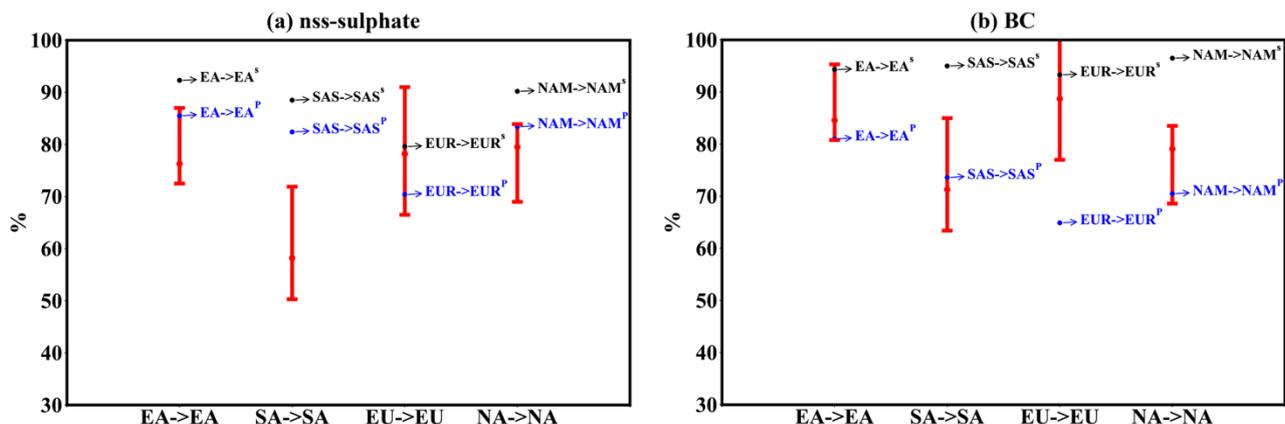 (a) nss-sulphate
100
90
80
70
60
50
40
30
%
EA->EA^s
EA->EA^P
SAS->SAS^s
SAS->SAS^P
EUR->EUR^s
EUR->EUR^P
NAM->NAM^s
NAM->NAM^P
EA->EA SA->SA EU->EU NA->NA
(b) BC
100
90
80
70
60
50
40
30
%
EA->EA^s
EA->EA^P
SAS->SAS^s
SAS->SAS^P
EUR->EUR^s
EUR->EUR^P
NAM->NAM^s
NAM->NAM^P
EA->EA SA->SA EU->EU NA->NA